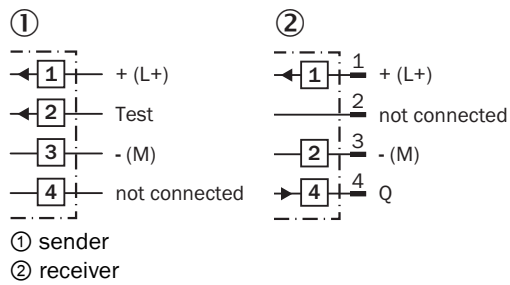 ① ②
1 + (L+) 1 1 + (L+)
2 Test 2 not connected
3 - (M) 2 3 - (M)
4 not connected 4 4 Q
① sender
② receiver